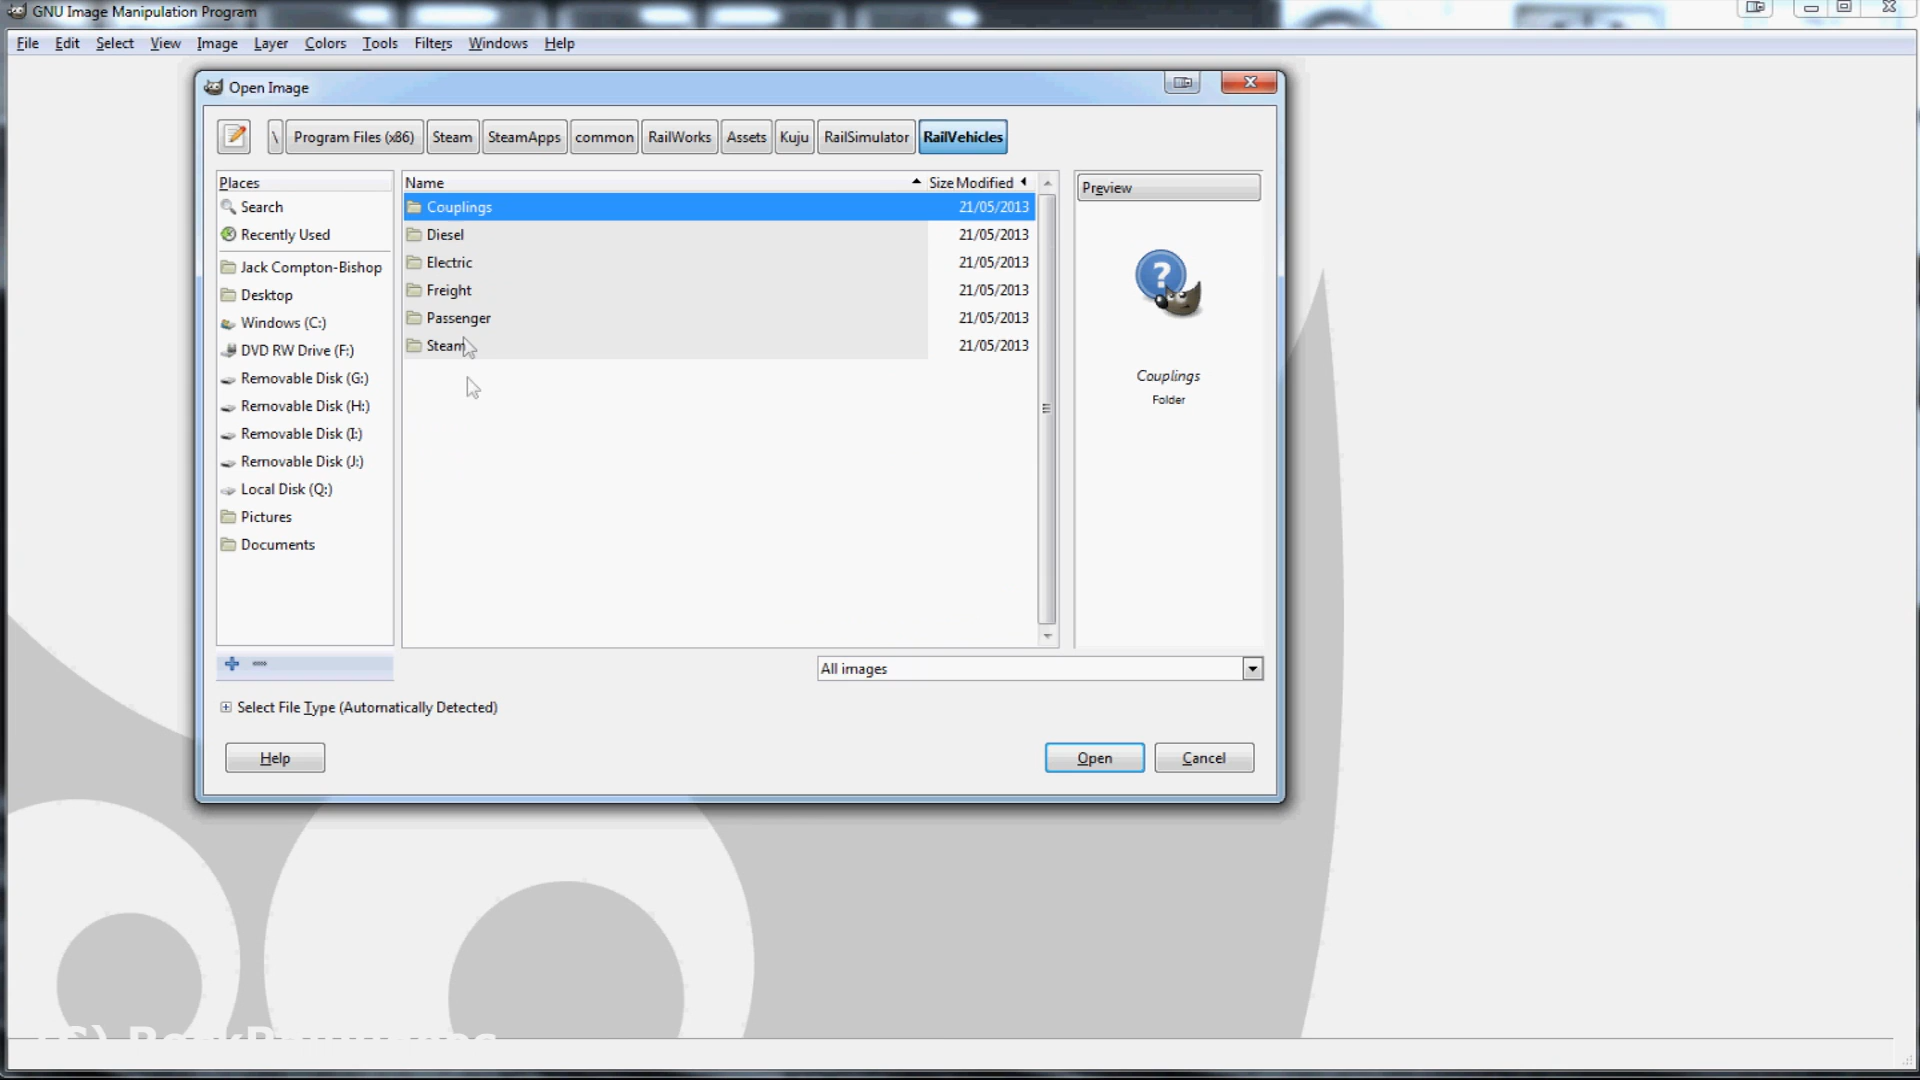 GNU Image Manipulation Program
File Edit Select View Image Layer Colors Tools Filters Windows Help
Open Image
\ Program Files (x86) Steam SteamApps common RailWorks Assets Kuju RailSimulator RailVehicles
Places
Search
Recently Used
Jack Compton-Bishop
Desktop
Windows (C:)
DVD RW Drive (F:)
Removable Disk (G:)
Removable Disk (H:)
Removable Disk (I:)
Removable Disk (J:)
Local Disk (Q:)
Pictures
Documents
Name Size Modified
Couplings 21/05/2013
Diesel 21/05/2013
Electric 21/05/2013
Freight 21/05/2013
Passenger 21/05/2013
Steam 21/05/2013
Preview
?
Couplings
Folder
All images
Select File Type (Automatically Detected)
Help Open Cancel